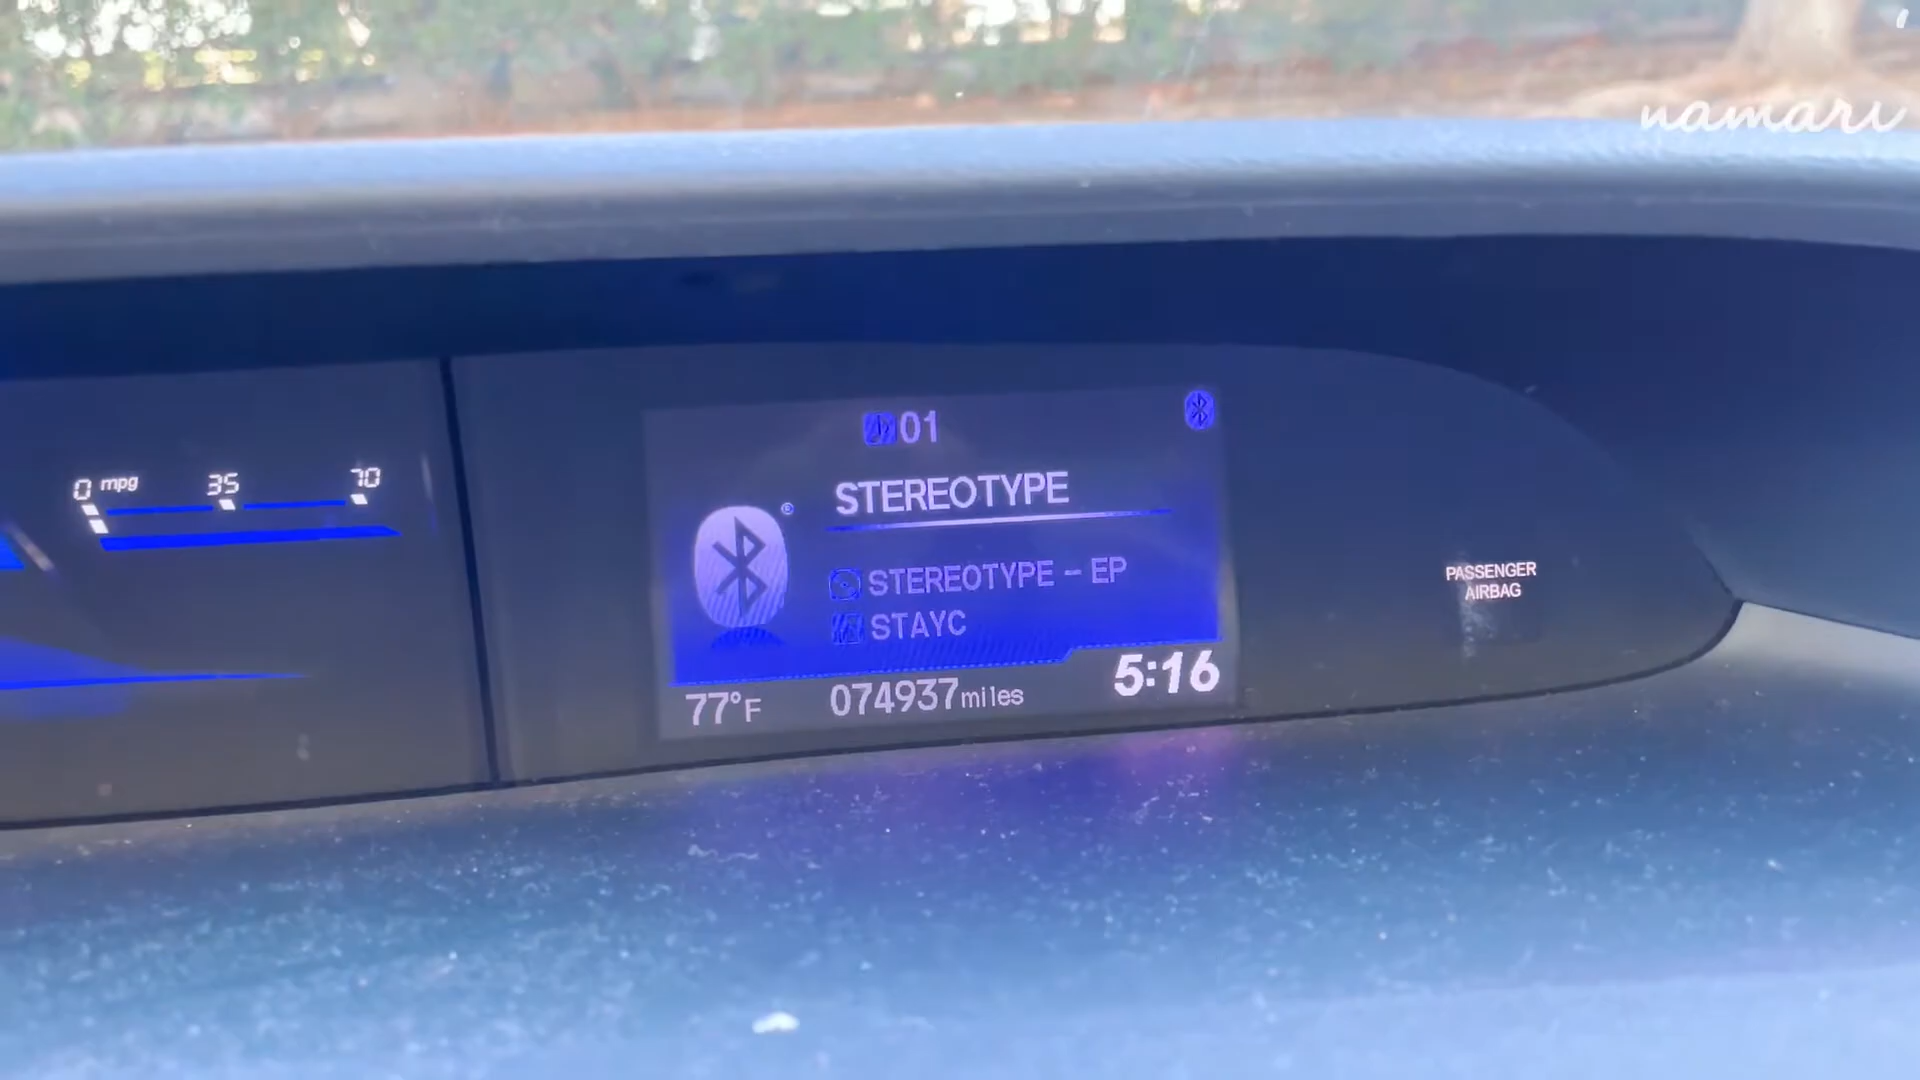 namari
0 mpg 35 70
01
STEREOTYPE
STEREOTYPE - EP
STAYC
77°F 074937 miles 5:16
PASSENGER
AIRBAG